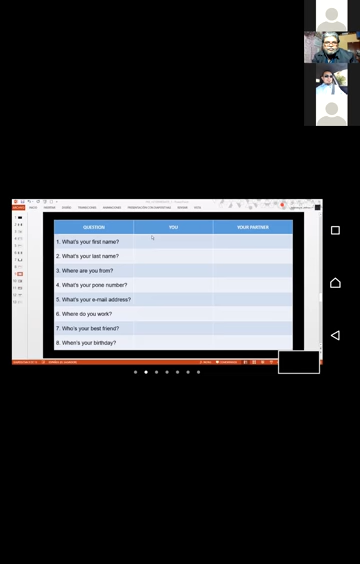 QUESTION YOU YOUR PARTNER
1. What's your first name?
2. What's your last name?
3. Where are you from?
4. What's your pone number?
5. What's your e-mail address?
6. Where do you work?
7. Who's your best friend?
8. When's your birthday?